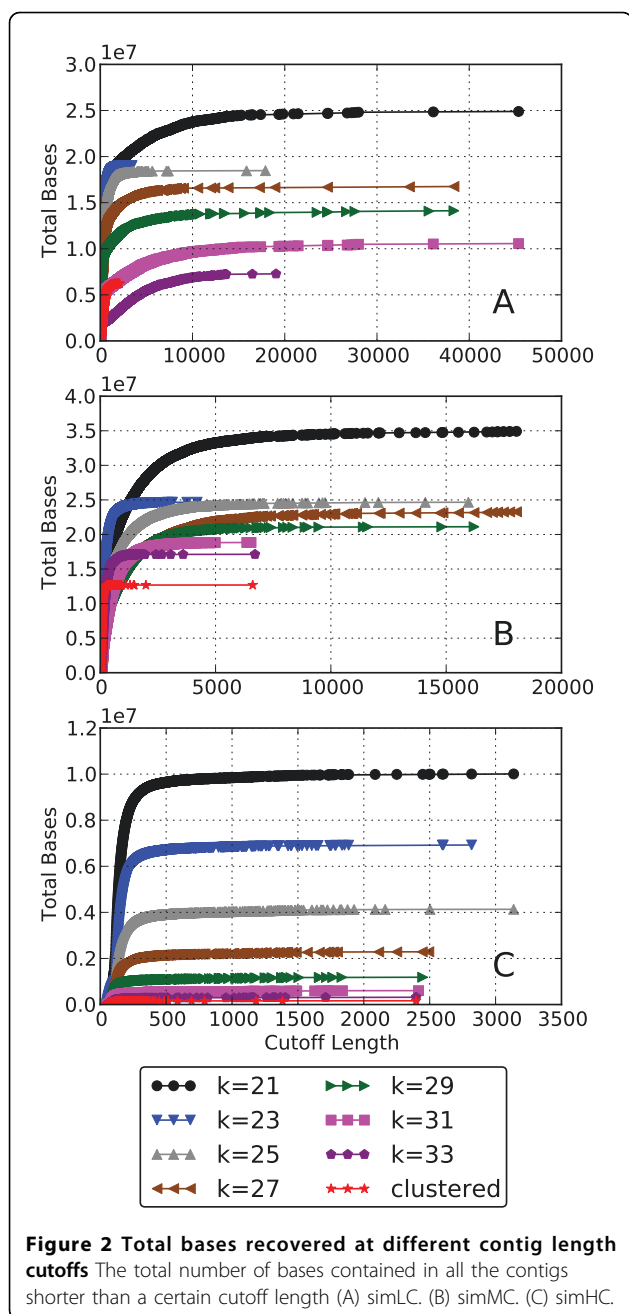 1e7
3.0
2.5
2.0
1.5
1.0
0.5
0.0
Total Bases
A
0 10000 20000 30000 40000 50000
1e7
4.0
3.5
3.0
2.5
2.0
1.5
1.0
0.5
0.0
Total Bases
B
0 5000 10000 15000 20000
1e7
1.2
1.0
0.8
0.6
0.4
0.2
0.0
Total Bases
C
0 500 1000 1500 2000 2500 3000 3500
Cutoff Length
k=21 k=29
k=23 k=31
k=25 k=33
k=27 clustered
Figure 2 Total bases recovered at different contig length
cutoffs The total number of bases contained in all the contigs
shorter than a certain cutoff length (A) simLC. (B) simMC. (C) simHC.